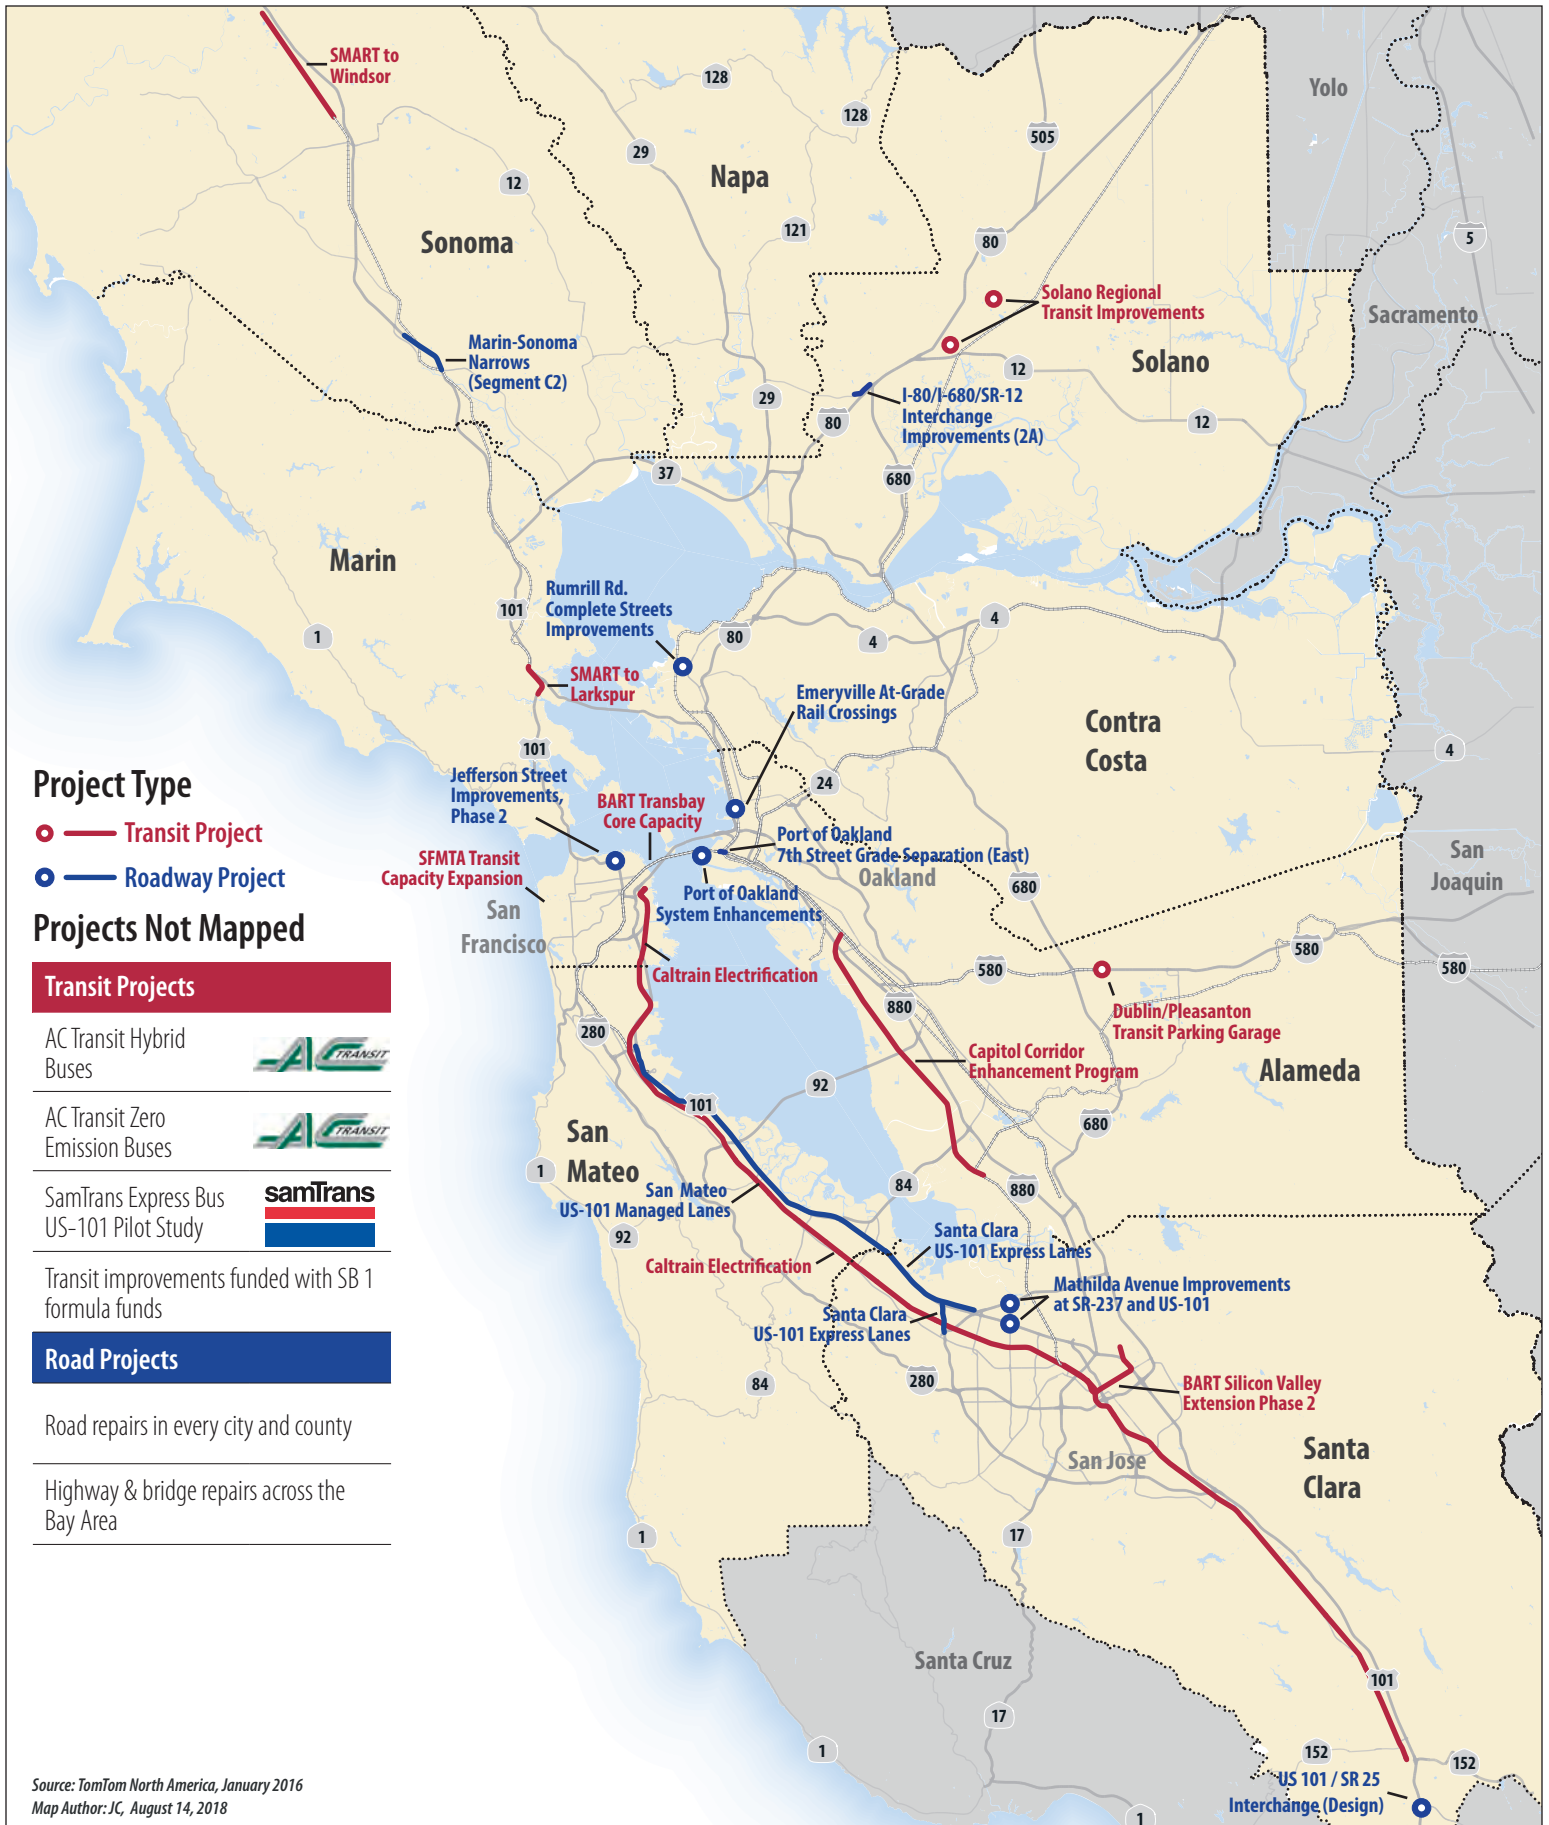 SMART to
Windsor
128
128
Yolo
505
29
Napa
12
121
Sonoma
80
5
Solano Regional
Transit Improvements
Sacramento
Marin-Sonoma
Narrows
(Segment C2)
Solano
12
29
I-80/I-680/SR-12
Interchange
Improvements (2A)
80
12
37
680
Marin
Rumrill Rd.
Complete Streets
Improvements
101
1
80
4
4
SMART to
Larkspur
Emeryville At-Grade
Rail Crossings
Contra
Costa
101
4
Jefferson Street
Improvements,
Phase 2
24
BART Transbay
Core Capacity
Port of Oakland
7th Street Grade Separation (East)
SFMTA Transit
Capacity Expansion
Oakland
San
Joaquin
Port of Oakland
System Enhancements
680
San
Francisco
580
580
580
Caltrain Electrification
880
Dublin/Pleasanton
Transit Parking Garage
280
Capitol Corridor
Enhancement Program
Alameda
92
101
680
San
Mateo
1
84
880
San Mateo
US-101 Managed Lanes
92
Santa Clara
US-101 Express Lanes
Caltrain Electrification
Mathilda Avenue Improvements
at SR-237 and US-101
Santa Clara
US-101 Express Lanes
280
84
BART Silicon Valley
Extension Phase 2
San Jose
Santa
Clara
1
17
Santa Cruz
101
17
1
152
152
US 101 / SR 25
Interchange (Design)
1
Project Type
Transit Project
Roadway Project
Projects Not Mapped
Transit Projects
AC Transit Hybrid
Buses
AC TRANSIT
AC Transit Zero
Emission Buses
AC TRANSIT
SamTrans Express Bus
US-101 Pilot Study
samTrans
Transit improvements funded with SB 1
formula funds
Road Projects
Road repairs in every city and county
Highway & bridge repairs across the
Bay Area
Source: TomTom North America, January 2016
Map Author: JC, August 14, 2018